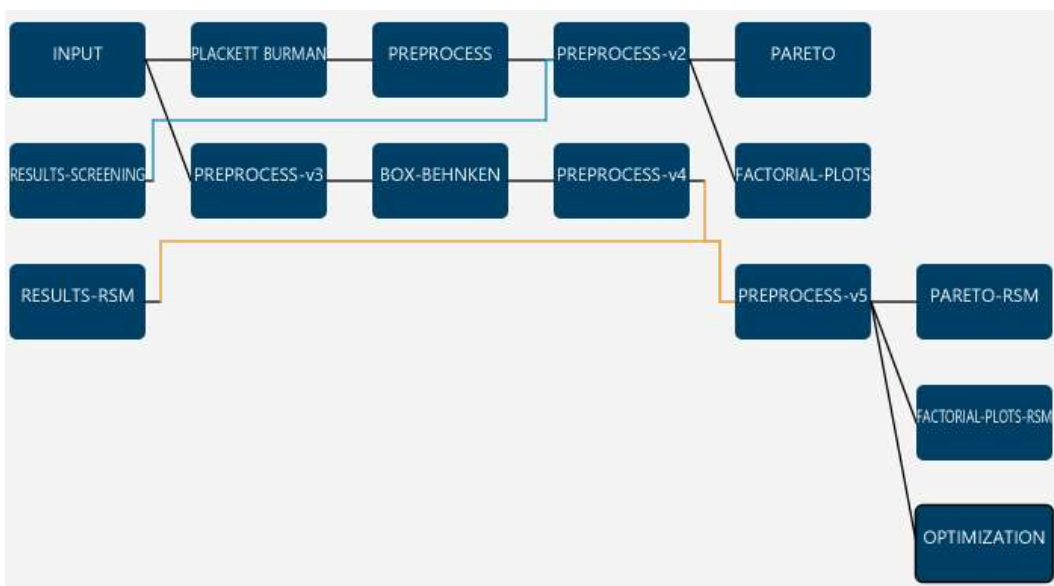 INPUT
PLACKETT BURMAN
PREPROCESS
PREPROCESS-v2
PARETO
RESULTS-SCREENING
PREPROCESS-v3
BOX-BEHNKEN
PREPROCESS-v4
FACTORIAL-PLOTS
RESULTS-RSM
PREPROCESS-v5
PARETO-RSM
FACTORIAL-PLOTS-RSM
OPTIMIZATION